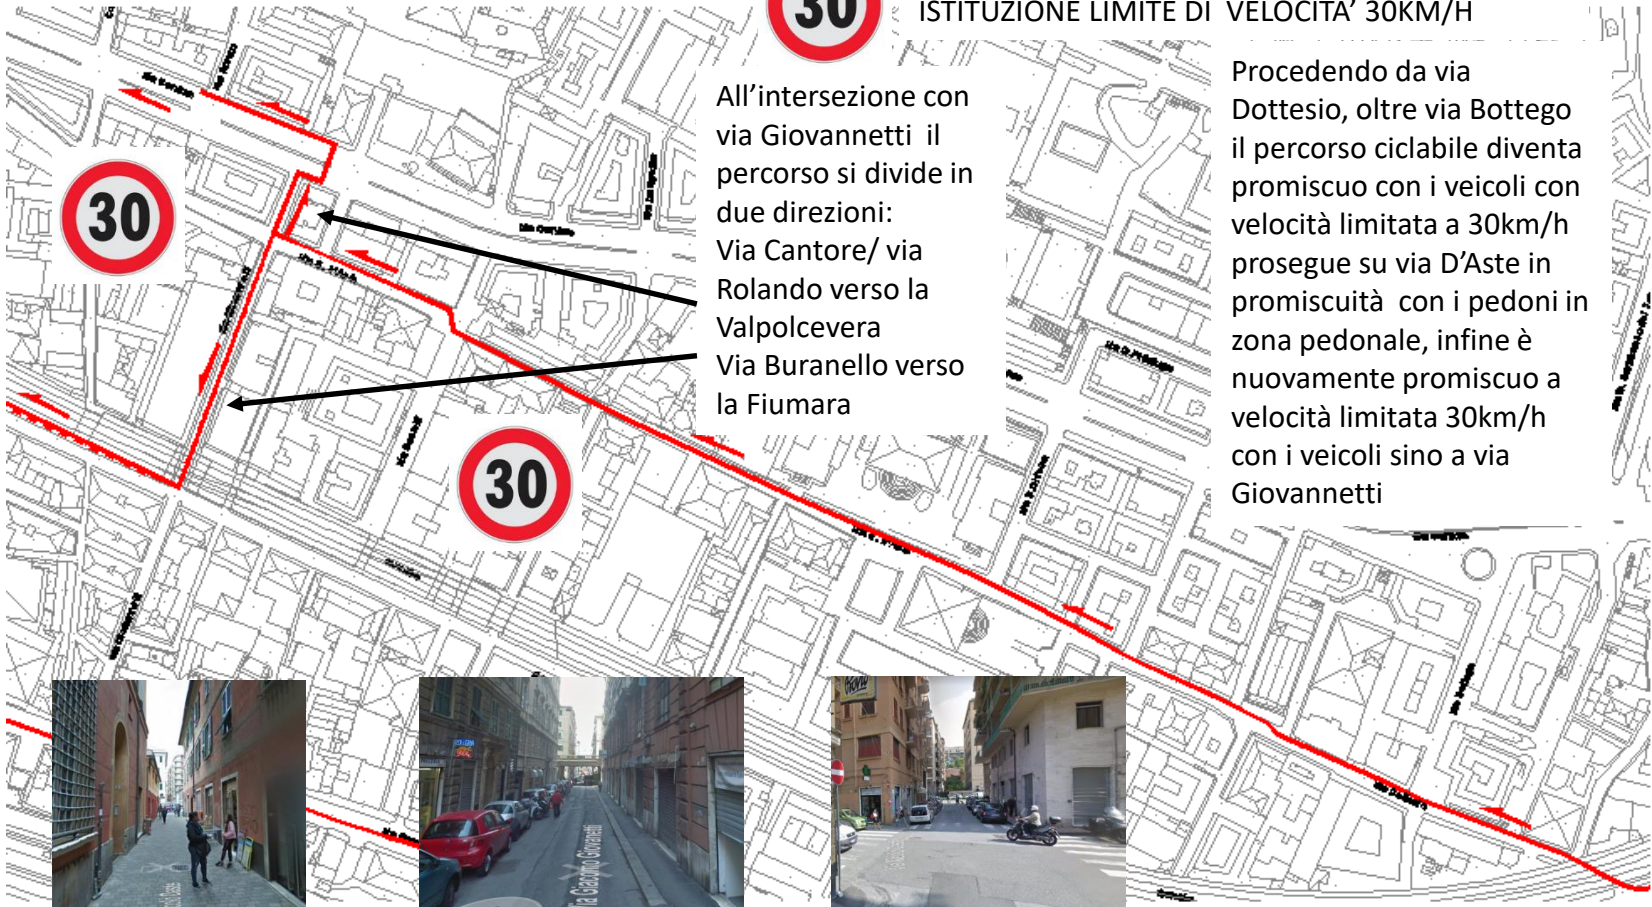 30
ISTITUZIONE LIMITE DI VELOCITA' 30KM/H
All'intersezione con
via Giovannetti il
percorso si divide in
due direzioni:
Via Cantore/ via
Rolando verso la
Valpolcevera
Via Buranello verso
la Fiumara
Procedendo da via
Dottesio, oltre via Bottego
il percorso ciclabile diventa
promiscuo con i veicoli con
velocità limitata a 30km/h
prosegue su via D'Aste in
promiscuità con i pedoni in
zona pedonale, infine è
nuovamente promiscuo a
velocità limitata 30km/h
con i veicoli sino a via
Giovannetti
30
30
Via Giacomo Giovanetti